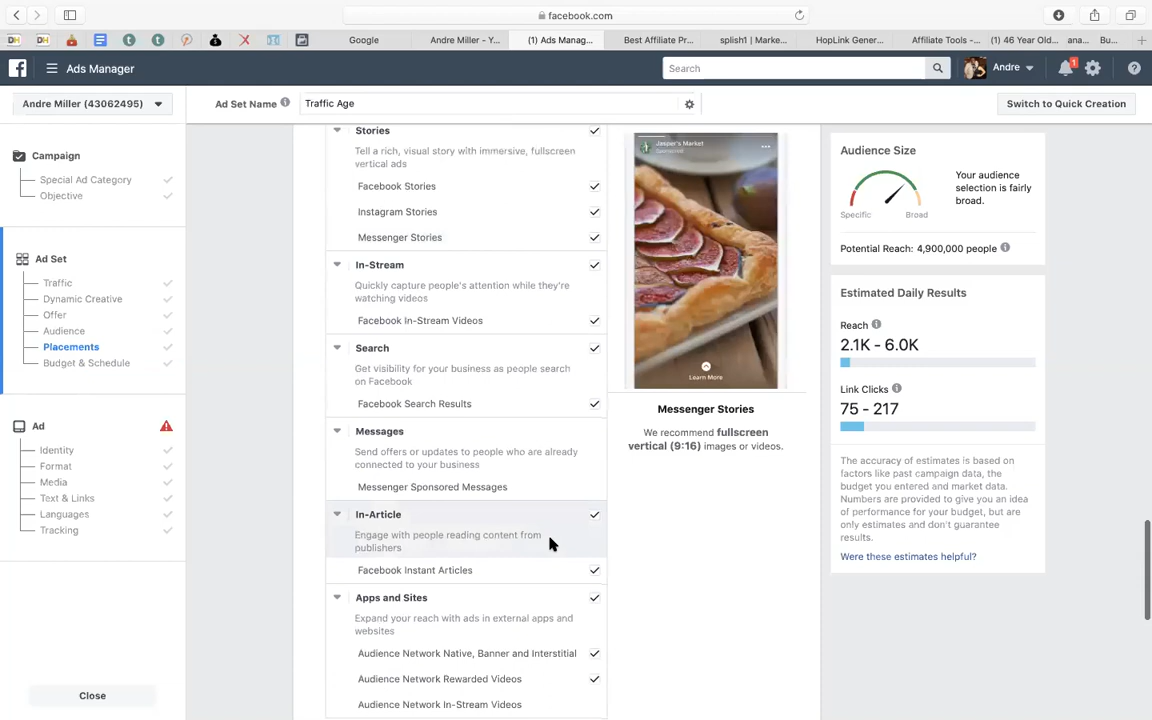 facebook.com
DH
DH
Google
Andre Miller - Y...
(1) Ads Manag...
Best Affiliate Pr...
splish1 | Marke...
HopLink Gener...
Affiliate Tools -...
(1) 46 Year Old...
ana...
Bu...
Ads Manager
Search
Andre
1
Andre Miller (43062495)
Ad Set Name
Traffic Age
Switch to Quick Creation
Campaign
Special Ad Category
Objective
Ad Set
Traffic
Dynamic Creative
Offer
Audience
Placements
Budget & Schedule
Ad
Identity
Format
Media
Text & Links
Languages
Tracking
Close
Stories
Tell a rich, visual story with immersive, fullscreen
vertical ads
Facebook Stories
Instagram Stories
Messenger Stories
In-Stream
Quickly capture people's attention while they're
watching videos
Facebook In-Stream Videos
Search
Get visibility for your business as people search
on Facebook
Facebook Search Results
Messages
Send offers or updates to people who are already
connected to your business
Messenger Sponsored Messages
In-Article
Engage with people reading content from
publishers
Facebook Instant Articles
Apps and Sites
Expand your reach with ads in external apps and
websites
Audience Network Native, Banner and Interstitial
Audience Network Rewarded Videos
Audience Network In-Stream Videos
Jasper's Market
Sponsored
Learn More
Messenger Stories
We recommend fullscreen
vertical (9:16) images or videos.
Audience Size
Your audience
selection is fairly
broad.
Specific
Broad
Potential Reach: 4,900,000 people
Estimated Daily Results
Reach
2.1K - 6.0K
Link Clicks
75 - 217
The accuracy of estimates is based on
factors like past campaign data, the
budget you entered and market data.
Numbers are provided to give you an idea
of performance for your budget, but are
only estimates and don't guarantee
results.
Were these estimates helpful?